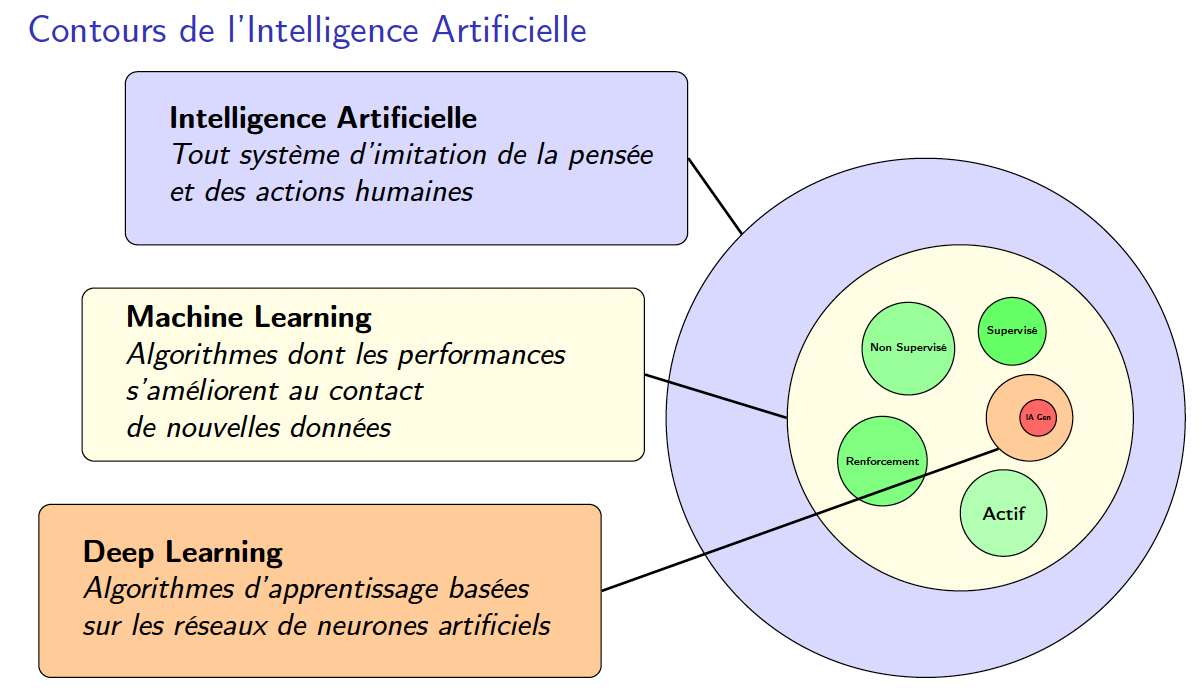 Contours de l'Intelligence Artificielle
Intelligence Artificielle
Tout système d'imitation de la pensée
et des actions humaines
Machine Learning
Algorithmes dont les performances
s'améliorent au contact
de nouvelles données
Deep Learning
Algorithmes d'apprentissage basées
sur les réseaux de neurones artificiels
Supervisé
Non Supervisé
IA Gen
Renforcement
Actif